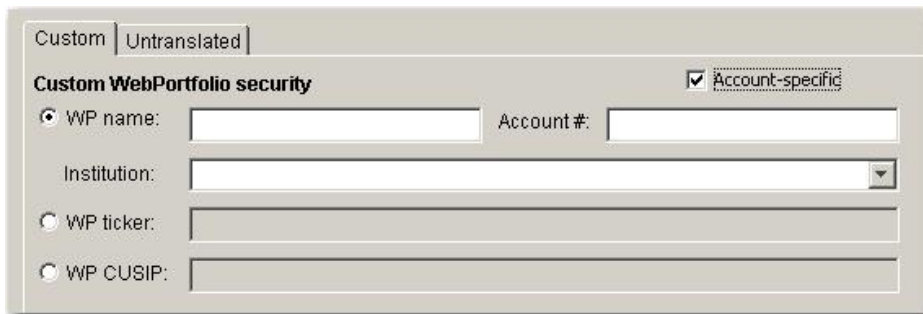 Custom Untranslated
Custom WebPortfolio security Account-specific
WP name: Account #:
Institution:
WP ticker:
WP CUSIP: